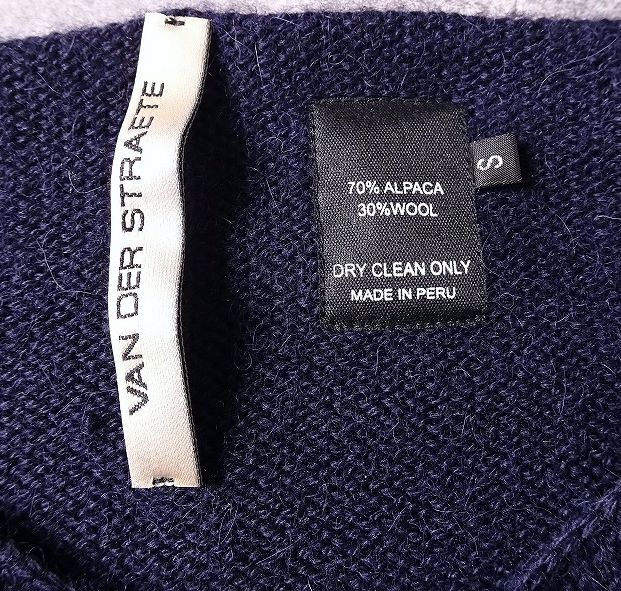 VAN DER STRAETE
70% ALPACA
30%WOOL
DRY CLEAN ONLY
MADE IN PERU
S